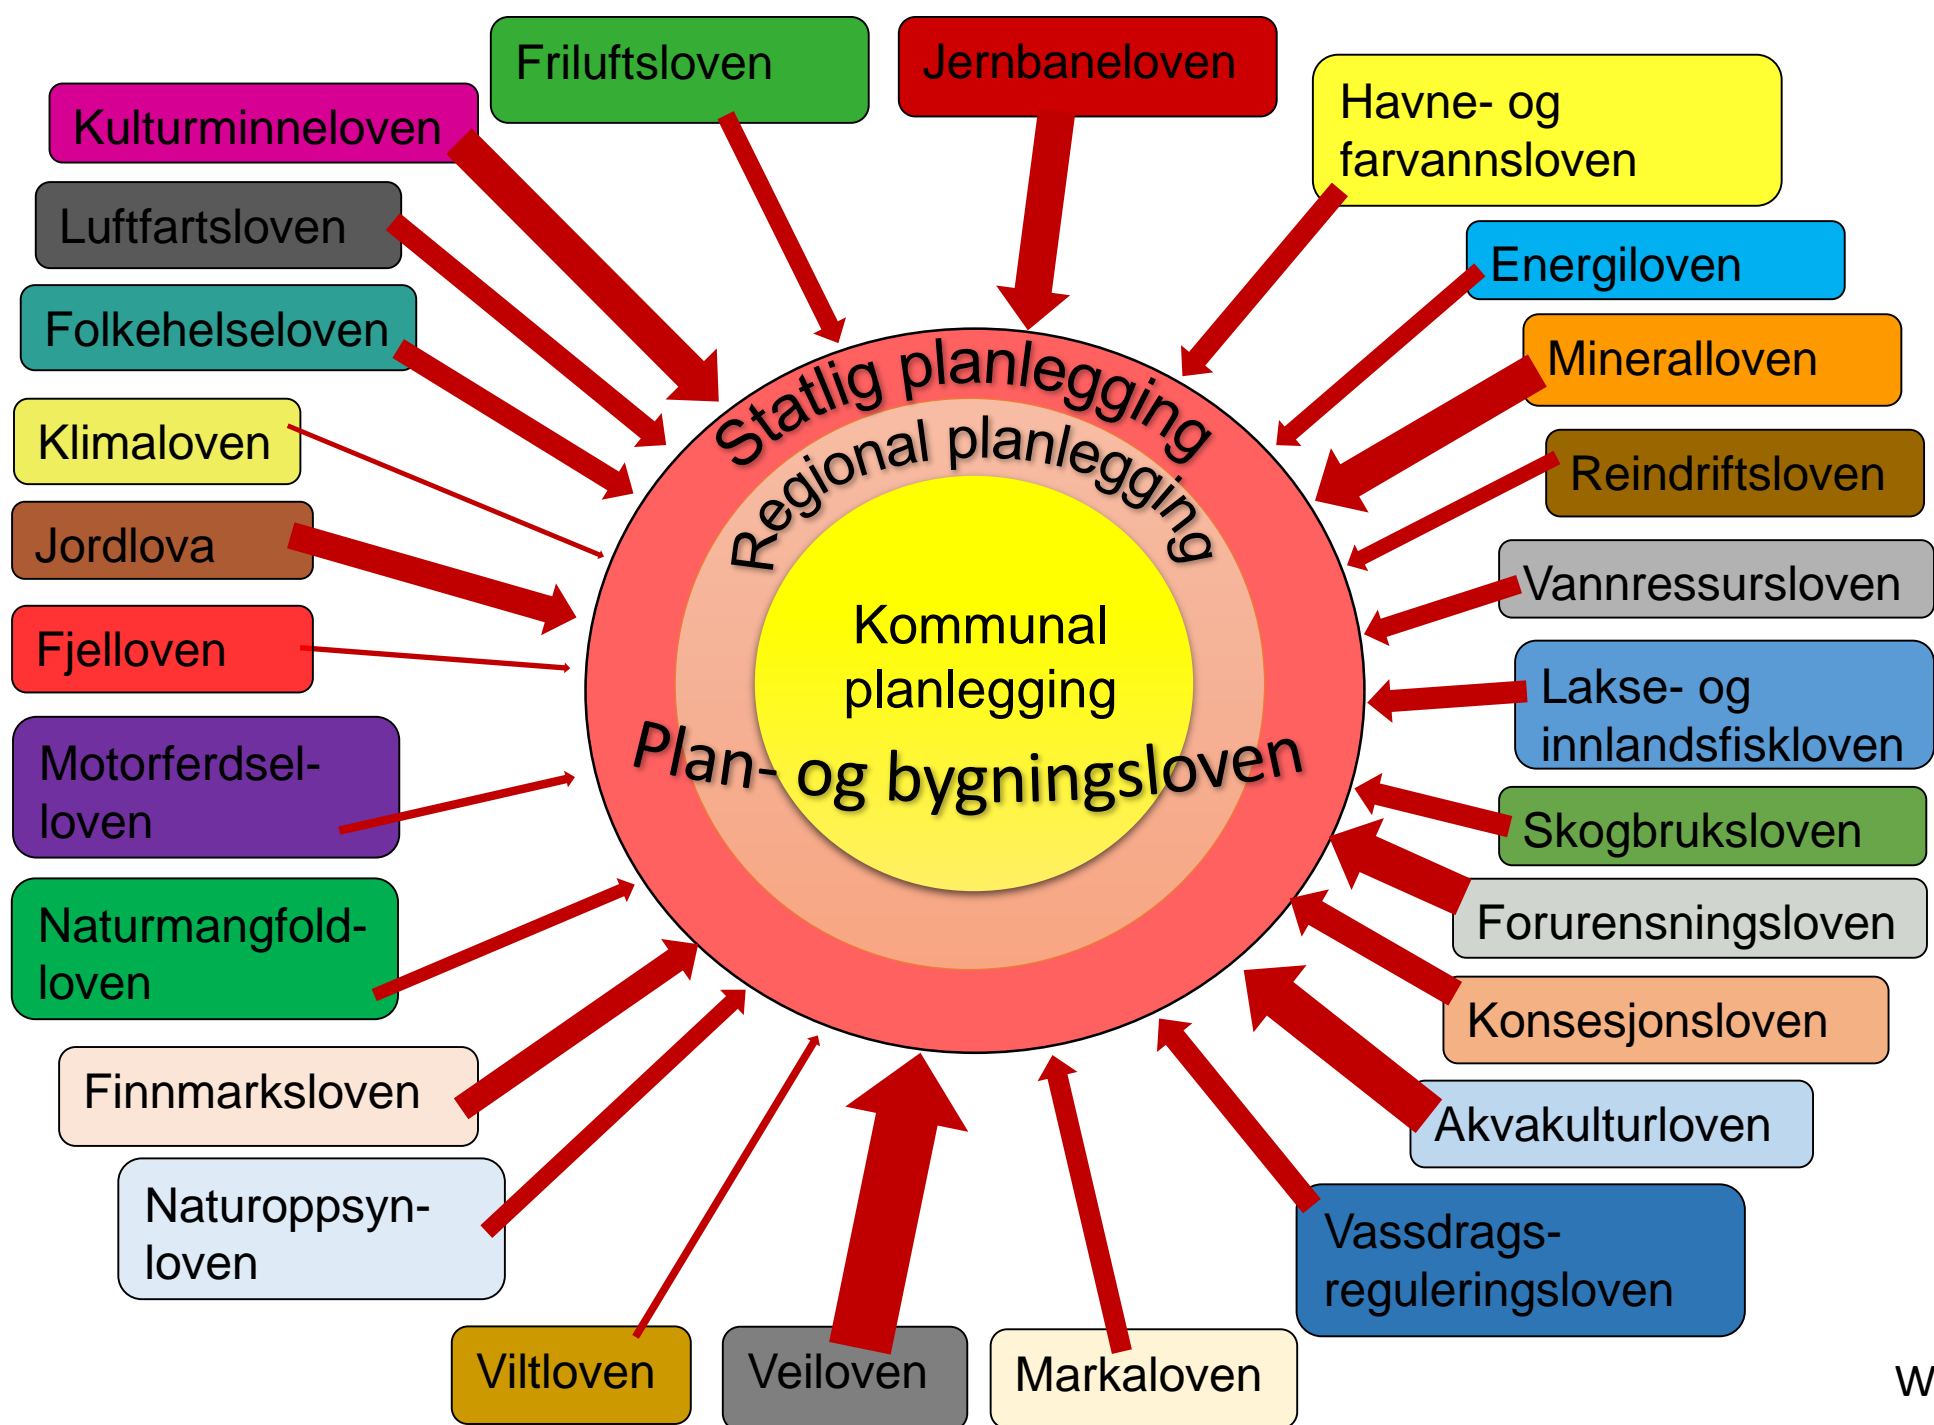 Friluftsloven
Jernbaneloven
Havne- og
farvannsloven
Kulturminneloven
Luftfartsloven
Energiloven
Folkehelseloven
Mineralloven
Klimaloven
Reindriftsloven
Jordlova
Vannressursloven
Fjelloven
Lakse- og
innlandsfiskloven
Motorferdsel-
loven
Skogbruksloven
Naturmangfold-
loven
Forurensningsloven
Konsesjonsloven
Finnmarksloven
Akvakulturloven
Naturoppsyn-
loven
Vassdrags-
reguleringsloven
Viltloven
Veiloven
Markaloven
Statlig planlegging
Regional planlegging
Kommunal
planlegging
Plan- og bygningsloven
W